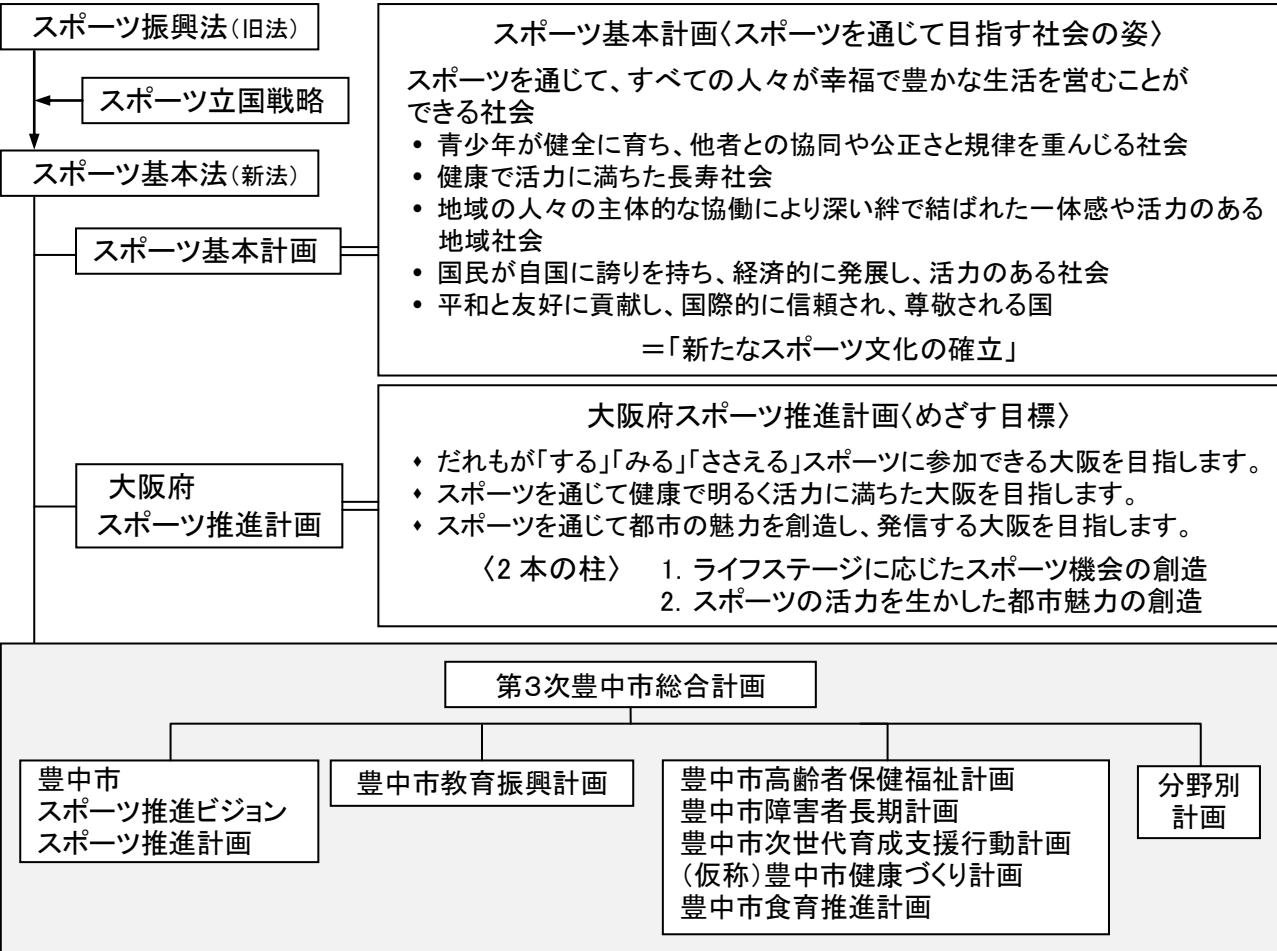 スポーツ振興法（旧法）
スポーツ立国戦略
スポーツ基本法（新法）
スポーツ基本計画
スポーツ基本計画〈スポーツを通じて目指す社会の姿〉
スポーツを通じて、すべての人々が幸福で豊かな生活を営むことが
できる社会
• 青少年が健全に育ち、他者との協同や公正さと規律を重んじる社会
• 健康で活力に満ちた長寿社会
• 地域の人々の主体的な協働により深い絆で結ばれた一体感や活力のある
地域社会
• 国民が自国に誇りを持ち、経済的に発展し、活力のある社会
• 平和と友好に貢献し、国際的に信頼され、尊敬される国
＝「新たなスポーツ文化の確立」
大阪府
スポーツ推進計画
大阪府スポーツ推進計画〈めざす目標〉
♦ だれもが「する」「みる」「ささえる」スポーツに参加できる大阪を目指します。
♦ スポーツを通じて健康で明るく活力に満ちた大阪を目指します。
♦ スポーツを通じて都市の魅力を創造し、発信する大阪を目指します。
〈2 本の柱〉 1. ライフステージに応じたスポーツ機会の創造
2. スポーツの活力を生かした都市魅力の創造
第３次豊中市総合計画
豊中市
スポーツ推進ビジョン
スポーツ推進計画
豊中市教育振興計画
豊中市高齢者保健福祉計画
豊中市障害者長期計画
豊中市次世代育成支援行動計画
（仮称）豊中市健康づくり計画
豊中市食育推進計画
分野別
計画